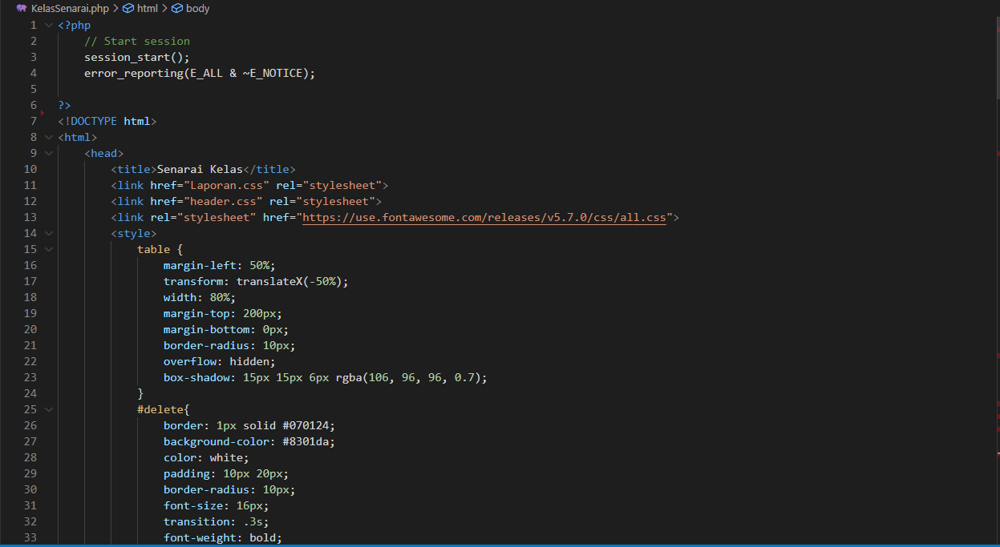 KelasSenarai.php > html > body
1 <?php
2 // Start session
3 session_start();
4 error_reporting(E_ALL & ~E_NOTICE);
5
6 ?>
7 <!DOCTYPE html>
8 <html>
9 <head>
10 <title>Senarai Kelas</title>
11 <link href="Laporan.css" rel="stylesheet">
12 <link href="header.css" rel="stylesheet">
13 <link rel="stylesheet" href="https://use.fontawesome.com/releases/v5.7.0/css/all.css">
14 <style>
15 table {
16 margin-left: 50%;
17 transform: translateX(-50%);
18 width: 80%;
19 margin-top: 200px;
20 margin-bottom: 0px;
21 border-radius: 10px;
22 overflow: hidden;
23 box-shadow: 15px 15px 6px rgba(106, 96, 96, 0.7);
24 }
25 #delete{
26 border: 1px solid #070124;
27 background-color: #8301da;
28 color: white;
29 padding: 10px 20px;
30 border-radius: 10px;
31 font-size: 16px;
32 transition: .3s;
33 font-weight: bold;